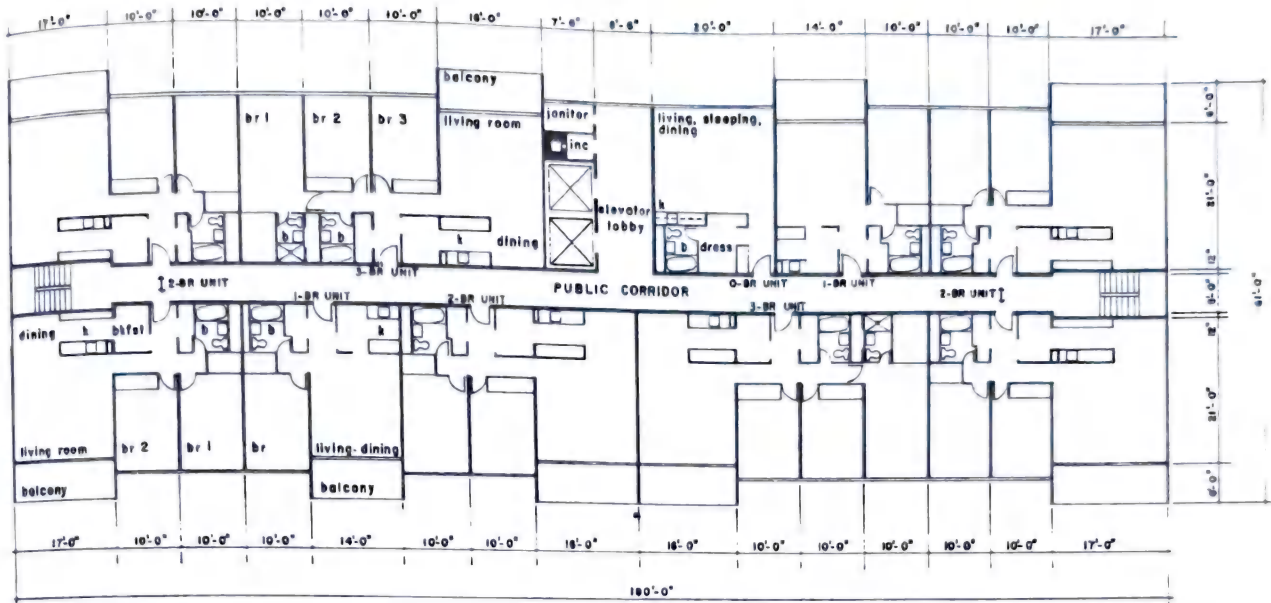 17'-0" 10'-0" 10'-0" 10'-0" 10'-0" 10'-0" 16'-0" 7'-6" 8'-6" 20'-0" 14'-0" 10'-0" 10'-0" 10'-0" 17'-0"
balcony
br 1 br 2 br 3 living room
janitor
inc
living, sleeping,
dining
elevator
lobby
k
dining
k
b
b
b dress
2-BR UNIT 3-BR UNIT
PUBLIC CORRIDOR
0-BR UNIT 1-BR UNIT 2-BR UNIT
1-BR UNIT 2-BR UNIT 3-BR UNIT
dining k bkfst b b k
living room br 2 br 1 br living-dining
balcony balcony
6'-0"
21'-0"
12"
12"
21'-0"
6'-0"
61'-0"
17'-0" 10'-0" 10'-0" 10'-0" 14'-0" 10'-0" 10'-0" 16'-0" 16'-0" 10'-0" 10'-0" 10'-0" 10'-0" 10'-0" 17'-0"
180'-0"